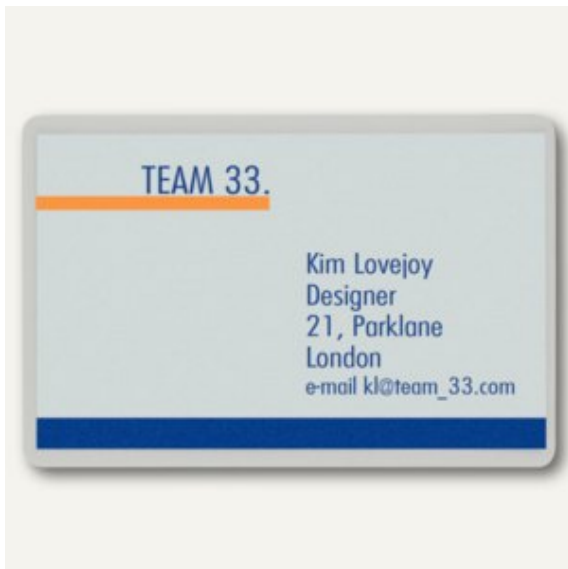 TEAM 33.
Kim Lovejoy
Designer
21, Parklane
London
e-mail kl@team_33.com